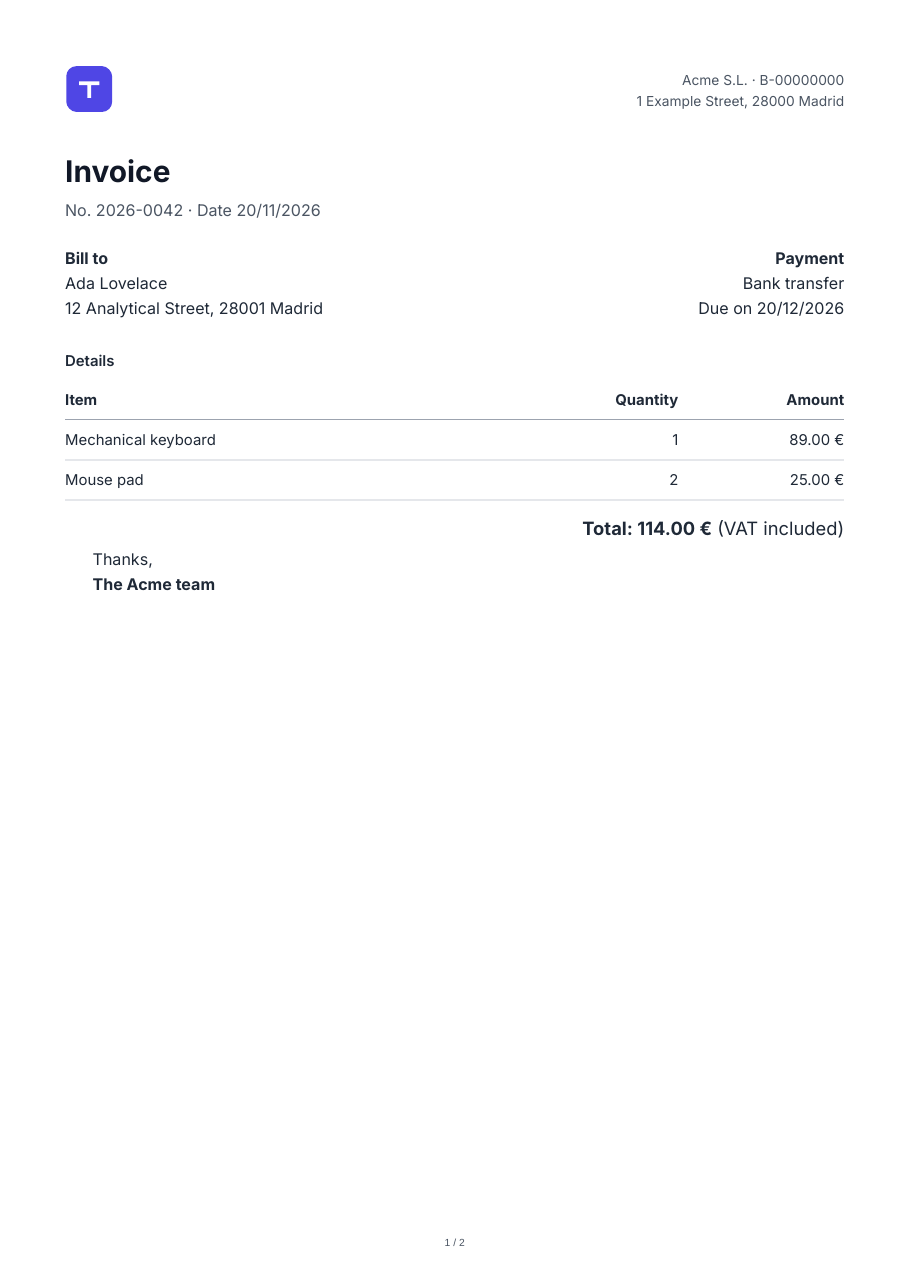 T
Acme S.L. · B-00000000
1 Example Street, 28000 Madrid
Invoice
No. 2026-0042 · Date 20/11/2026
Bill to
Ada Lovelace
12 Analytical Street, 28001 Madrid
Payment
Bank transfer
Due on 20/12/2026
Details
Item Quantity Amount
Mechanical keyboard 1 89.00 €
Mouse pad 2 25.00 €
Total: 114.00 € (VAT included)
Thanks,
The Acme team
1 / 2